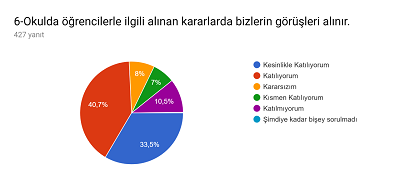 6-Okulda öğrencilerle ilgili alınan kararlarda bizlerin görüşleri alınır.
427 yanıt
Kesinlikle Katılıyorum
Katılıyorum
Kararsızım
Kısmen Katılıyorum
Katılmıyorum
Şimdiye kadar bişey sorulmadı
8%
7%
10,5%
40,7%
33,5%